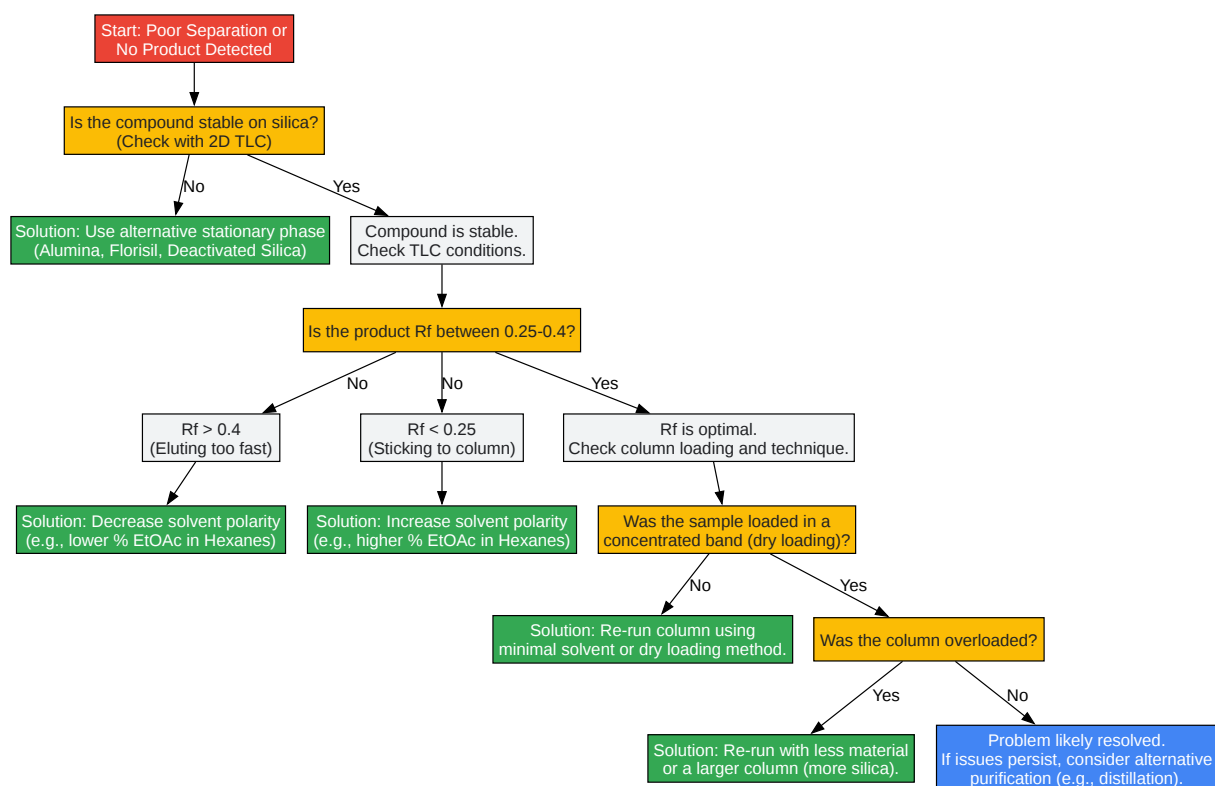 Start: Poor Separation or
No Product Detected
Is the compound stable on silica?
(Check with 2D TLC)
No
Yes
Solution: Use alternative stationary phase
(Alumina, Florisil, Deactivated Silica)
Compound is stable.
Check TLC conditions.
Is the product Rf between 0.25-0.4?
No
No
Yes
Rf > 0.4
(Eluting too fast)
Rf < 0.25
(Sticking to column)
Rf is optimal.
Check column loading and technique.
Solution: Decrease solvent polarity
(e.g., lower % EtOAc in Hexanes)
Solution: Increase solvent polarity
(e.g., higher % EtOAc in Hexanes)
Was the sample loaded in a
concentrated band (dry loading)?
No
Yes
Solution: Re-run column using
minimal solvent or dry loading method.
Was the column overloaded?
Yes
No
Solution: Re-run with less material
or a larger column (more silica).
Problem likely resolved.
If issues persist, consider alternative
purification (e.g., distillation).